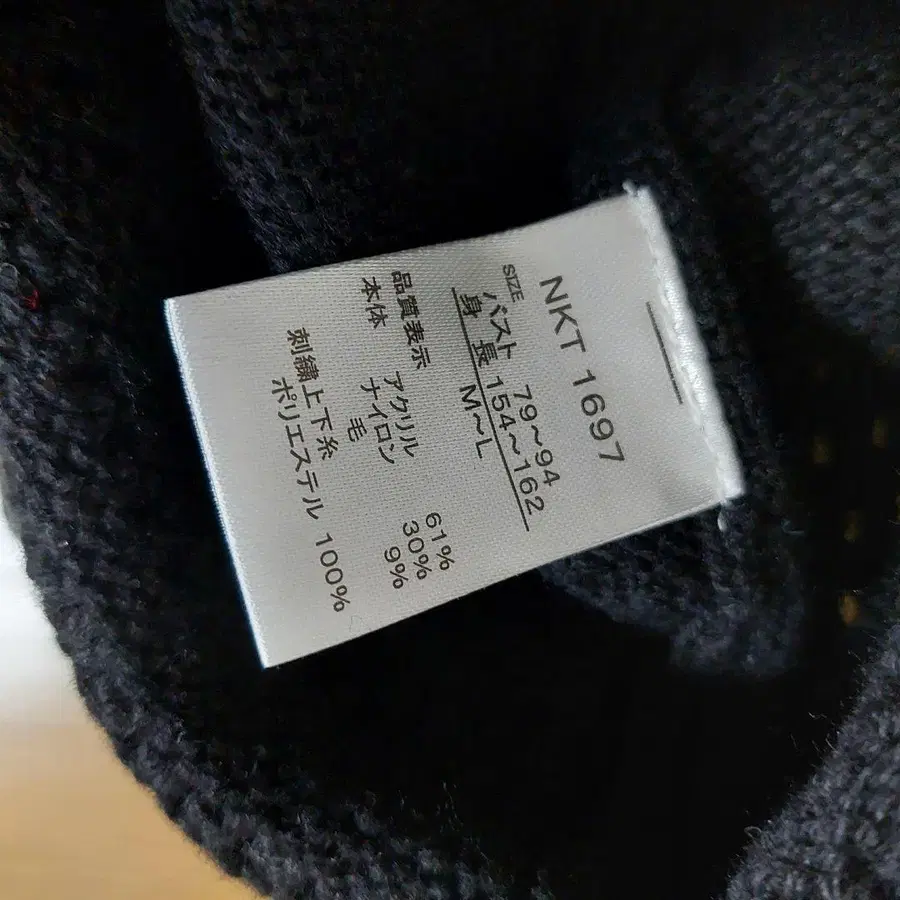 NKT 1697
SIZE
バスト 79〜94
身 長 154〜162
M〜L
品質表示
本体 アクリル 61%
ナイロン 30%
毛 9%
刺繍上下糸
ポリエステル 100%